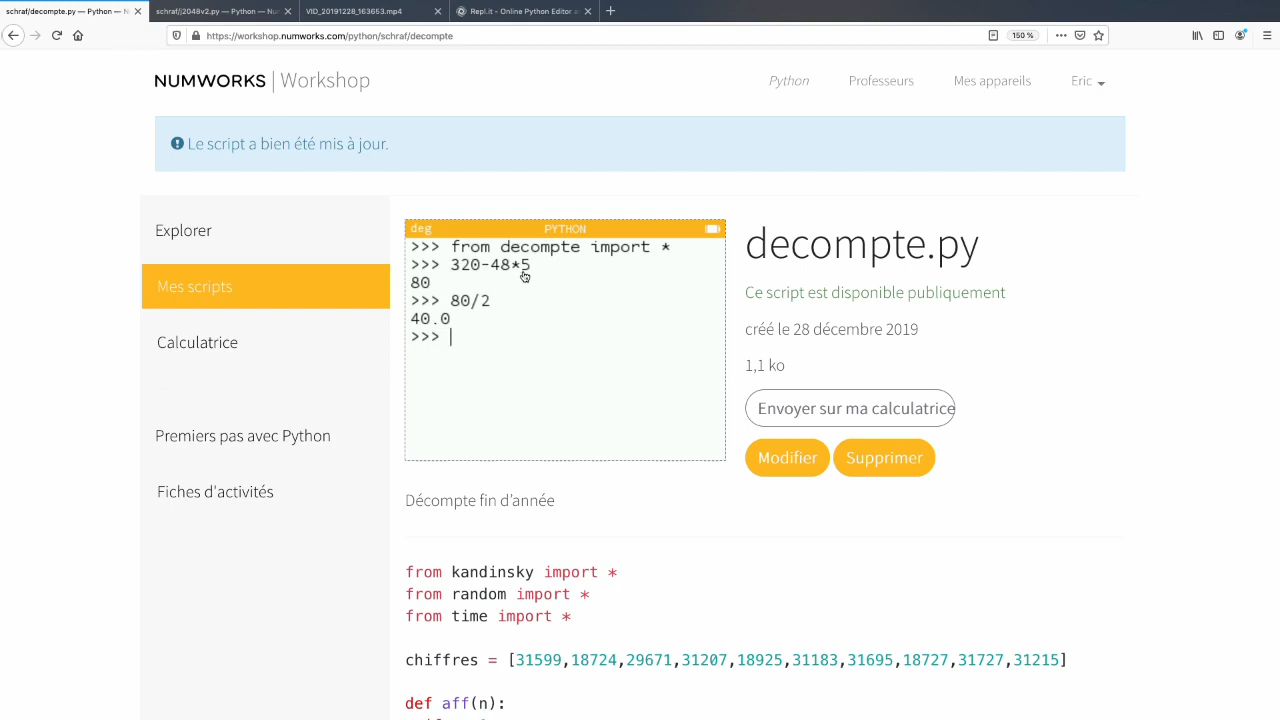 schraf/decompte.py — Python — N
schraf/j2048v2.py — Python — Nu
VID_20191228_163653.mp4
Repl.it - Online Python Editor a
https://workshop.numworks.com/python/schraf/decompte
150 %
NUMWORKS | Workshop
Python
Professeurs
Mes appareils
Eric
Le script a bien été mis à jour.
Explorer
Mes scripts
Calculatrice
Premiers pas avec Python
Fiches d'activités
deg PYTHON
>>> from decompte import *
>>> 320-48*5
80
>>> 80/2
40.0
>>>
decompte.py
Ce script est disponible publiquement
créé le 28 décembre 2019
1,1 ko
Envoyer sur ma calculatrice
Modifier
Supprimer
Décompte fin d’année
from kandinsky import *
from random import *
from time import *
chiffres = [31599,18724,29671,31207,18925,31183,31695,18727,31727,31215]
def aff(n):